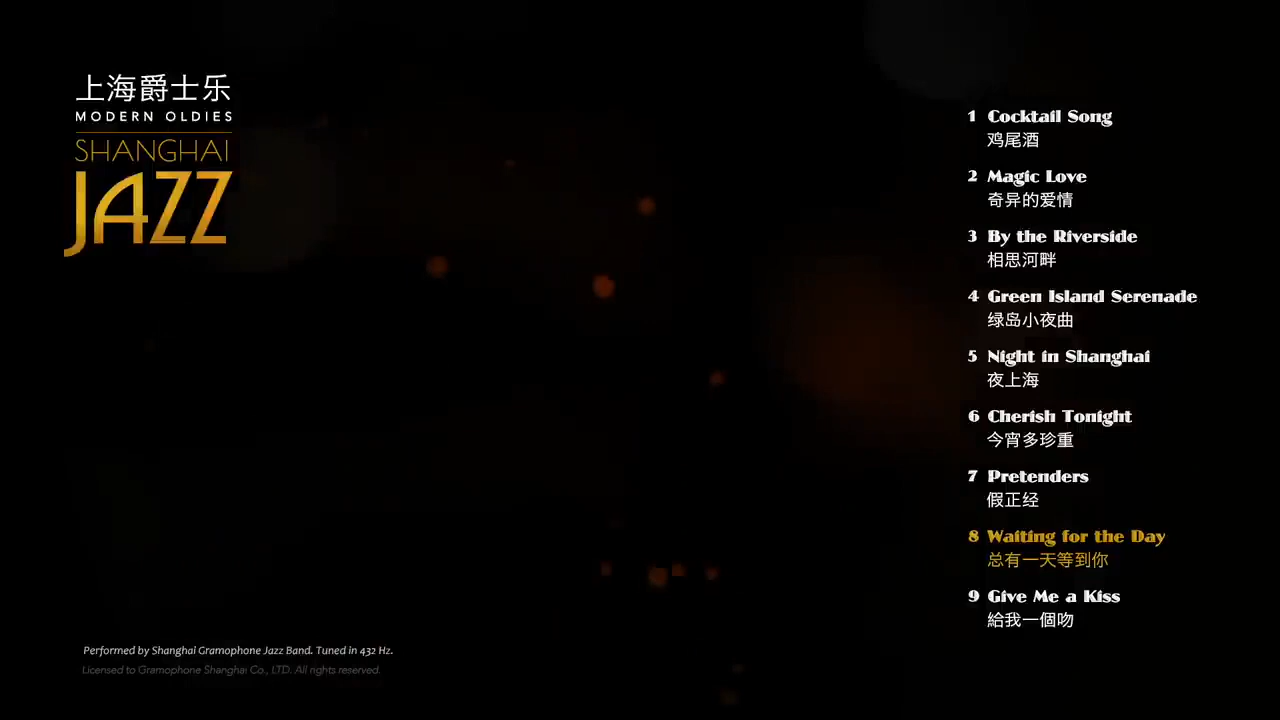 上海爵士乐
MODERN OLDIES
SHANGHAI
JAZZ
1 Cocktail Song
鸡尾酒
2 Magic Love
奇异的爱情
3 By the Riverside
相思河畔
4 Green Island Serenade
绿岛小夜曲
5 Night in Shanghai
夜上海
6 Cherish Tonight
今宵多珍重
7 Pretenders
假正经
8 Waiting for the Day
总有一天等到你
9 Give Me a Kiss
給我一個吻
Performed by Shanghai Gramophone Jazz Band. Tuned in 432 Hz.
Licensed to Gramophone Shanghai Co., LTD. All rights reserved.